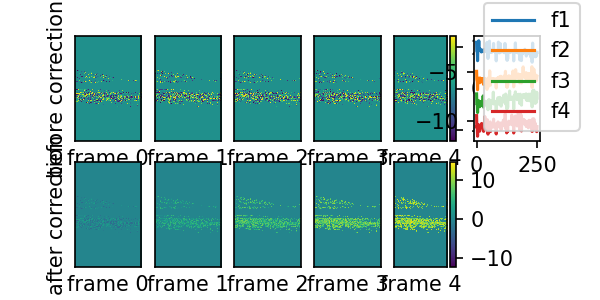 before correction
frame 0
frame 1
frame 2
frame 3
frame 4
−5
−10
0
250
f1
f2
f3
f4
after correction
frame 0
frame 1
frame 2
frame 3
frame 4
10
0
−10